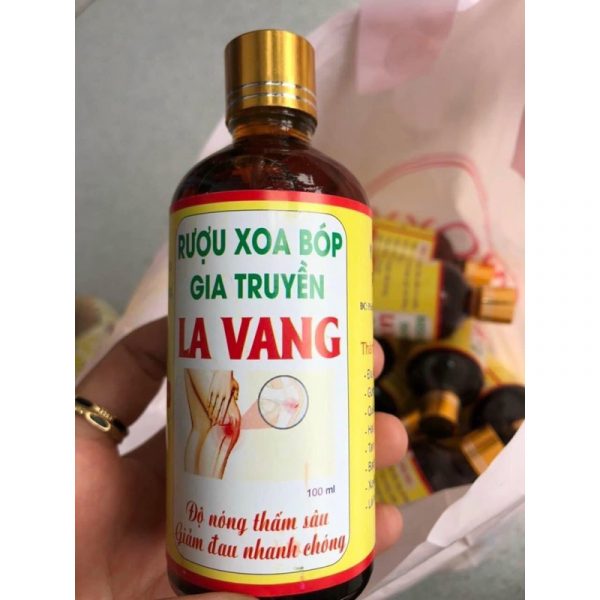 RƯỢU XOA BÓP
GIA TRUYỀN
LA VANG
100 ml
Độ nóng thấm sâu
Giảm đau nhanh chóng